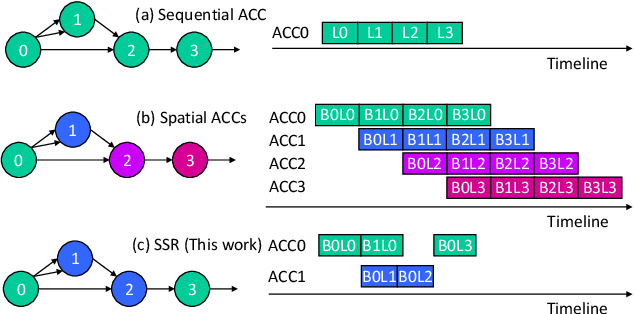 (a) Sequential ACC
0 1 2 3
ACC0 L0 L1 L2 L3
Timeline
(b) Spatial ACCs
0 1 2 3
ACC0 B0L0 B1L0 B2L0 B3L0
ACC1 B0L1 B1L1 B2L1 B3L1
ACC2 B0L2 B1L2 B2L2 B3L2
ACC3 B0L3 B1L3 B2L3 B3L3
Timeline
(c) SSR (This work)
0 1 2 3
ACC0 B0L0 B1L0 B0L3
ACC1 B0L1 B0L2
Timeline